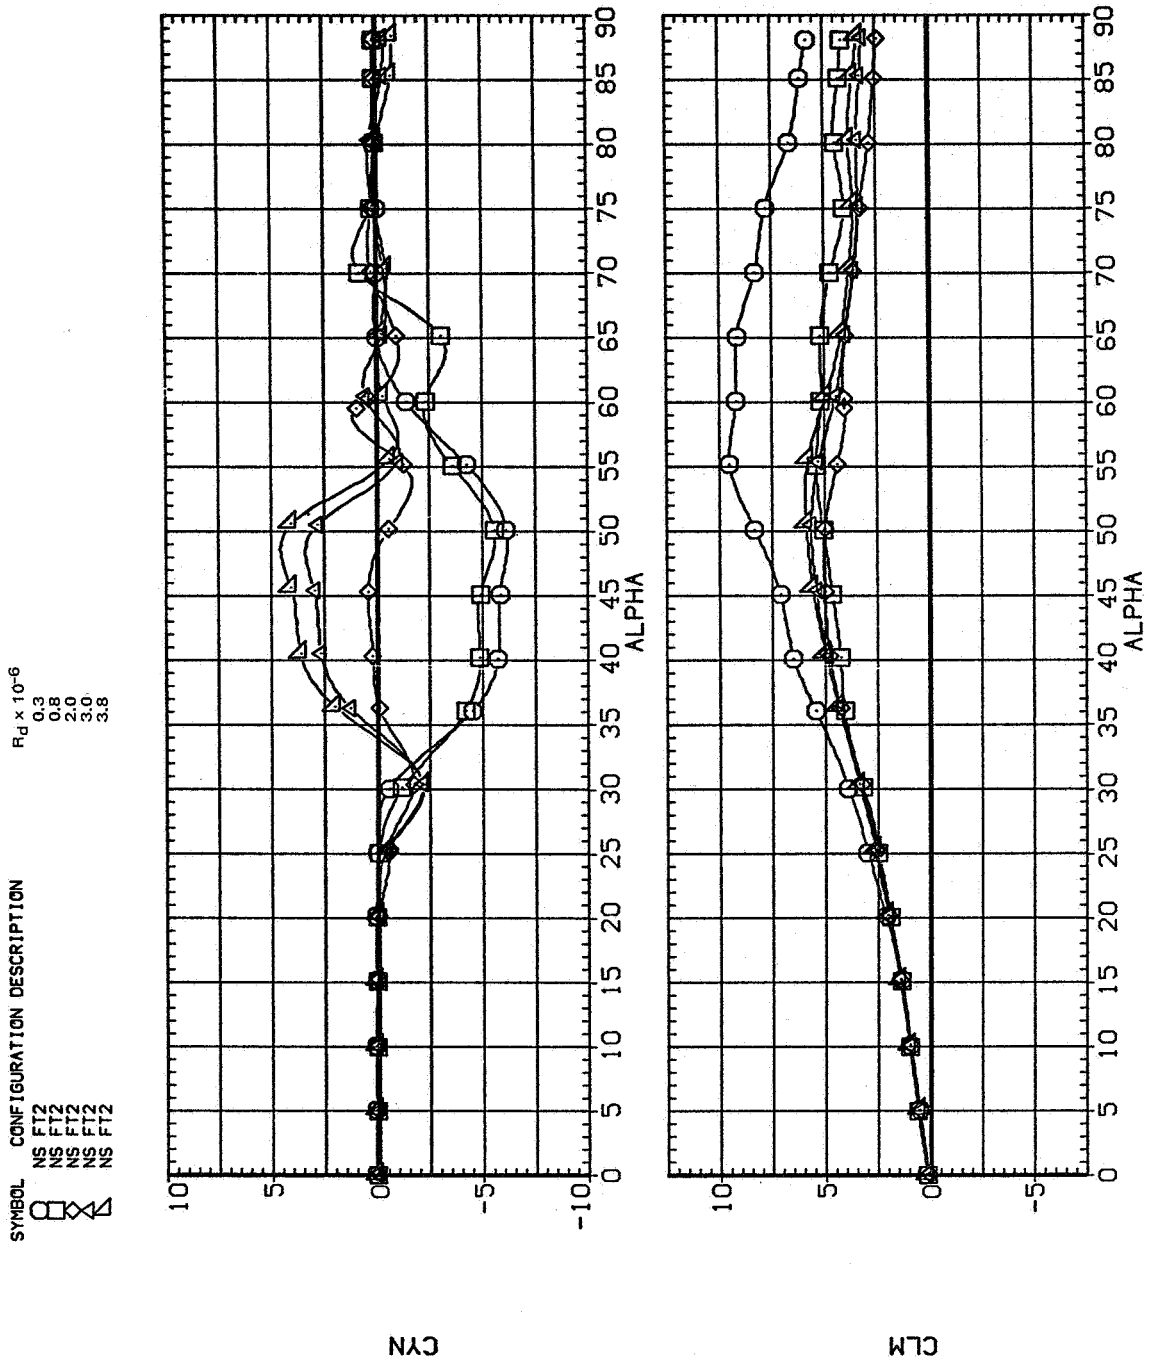 SYMBOL CONFIGURATION DESCRIPTION R_d x 10^-6
NS FT2 0.3
NS FT2 0.8
NS FT2 2.0
NS FT2 3.0
NS FT2 3.8
CYN
10
5
0
-5
-10
0 5 10 15 20 25 30 35 40 45 50 55 60 65 70 75 80 85 90
ALPHA
CLM
10
5
0
-5
0 5 10 15 20 25 30 35 40 45 50 55 60 65 70 75 80 85 90
ALPHA